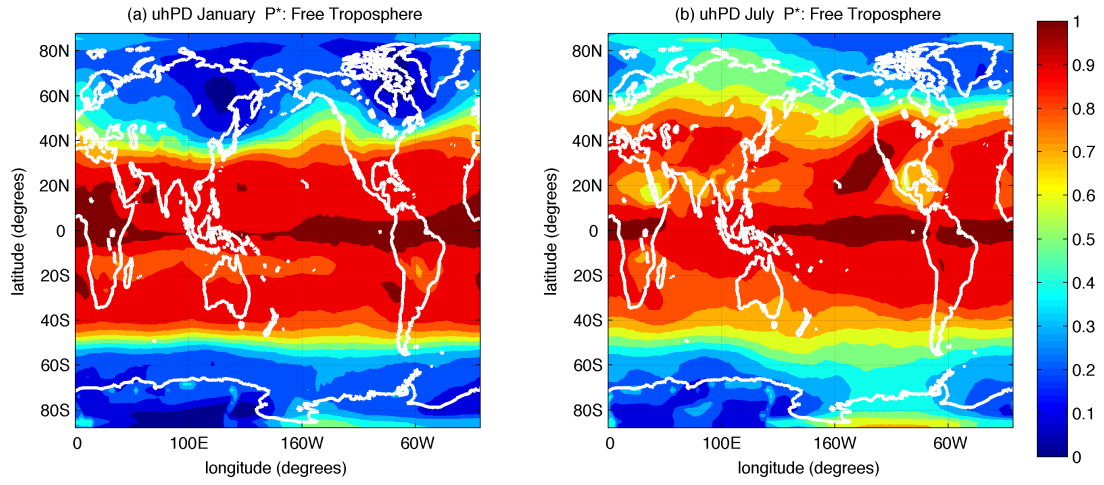 (a) uhPD January P*: Free Troposphere
80N
60N
40N
20N
0
20S
40S
60S
80S
latitude (degrees)
0
100E
160W
60W
longitude (degrees)
(b) uhPD July P*: Free Troposphere
80N
60N
40N
20N
0
20S
40S
60S
80S
latitude (degrees)
0
100E
160W
60W
longitude (degrees)
1
0.9
0.8
0.7
0.6
0.5
0.4
0.3
0.2
0.1
0